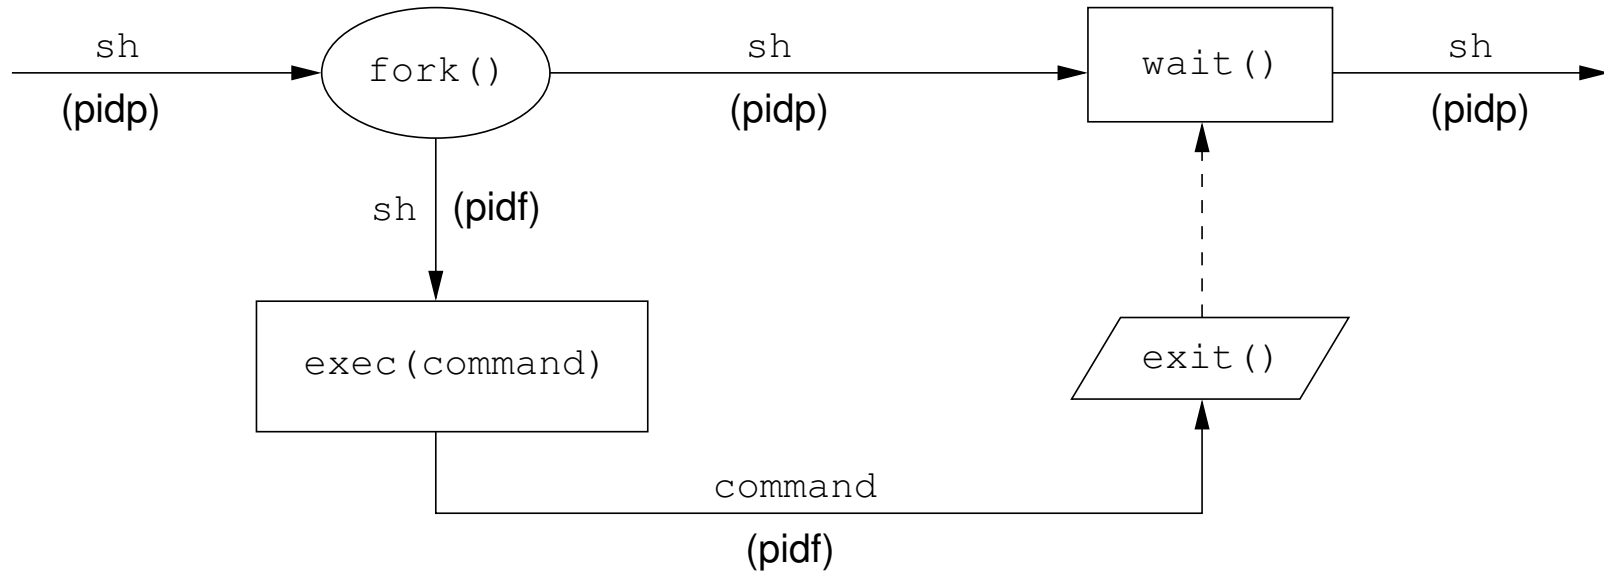 sh
fork()
sh
wait()
sh
(pidp)
(pidp)
(pidp)
sh
(pidf)
exec(command)
exit()
command
(pidf)